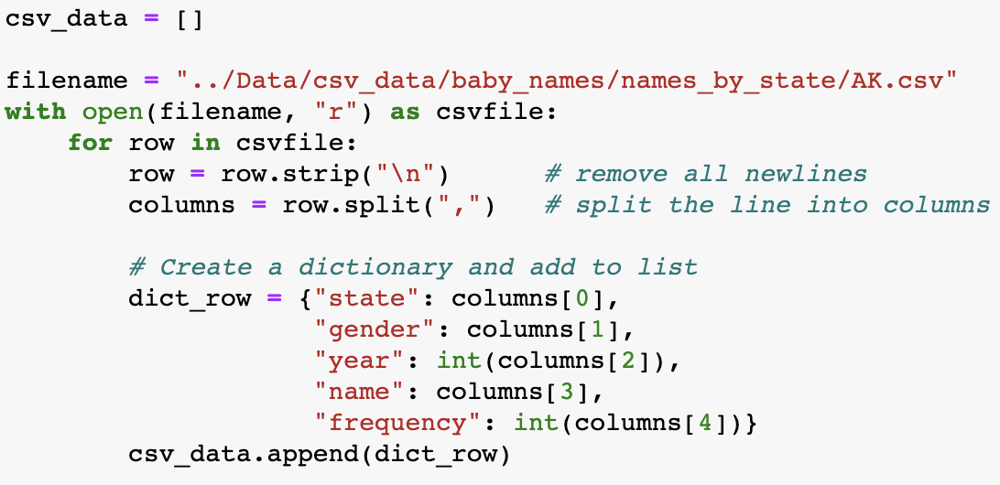 csv_data = []
filename = "../Data/csv_data/baby_names/names_by_state/AK.csv"
with open(filename, "r") as csvfile:
    for row in csvfile:
        row = row.strip("\n")      # remove all newlines
        columns = row.split(",")   # split the line into columns
        # Create a dictionary and add to list
        dict_row = {"state": columns[0],
                    "gender": columns[1],
                    "year": int(columns[2]),
                    "name": columns[3],
                    "frequency": int(columns[4])}
        csv_data.append(dict_row)